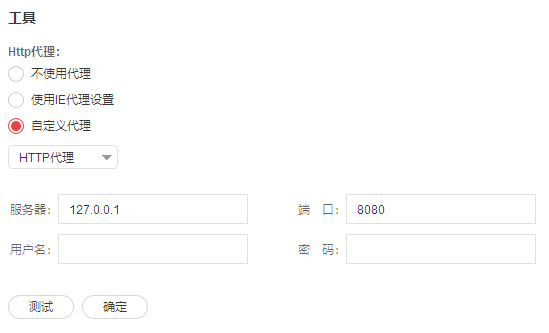 工具
Http代理：
不使用代理
使用IE代理设置
自定义代理
HTTP代理
服务器： 127.0.0.1 端 口： 8080
用户名： 密 码：
测试 确定